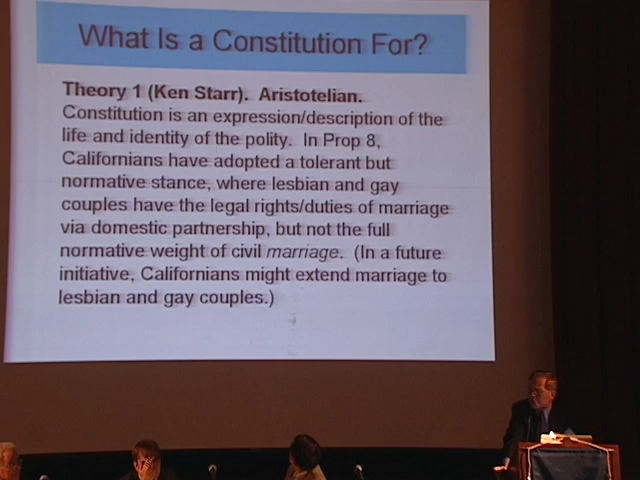 What Is a Constitution For?
Theory 1 (Ken Starr). Aristotelian.
Constitution is an expression/description of the
life and identity of the polity. In Prop 8,
Californians have adopted a tolerant but
normative stance, where lesbian and gay
couples have the legal rights/duties of marriage
via domestic partnership, but not the full
normative weight of civil marriage. (In a future
initiative, Californians might extend marriage to
lesbian and gay couples.)